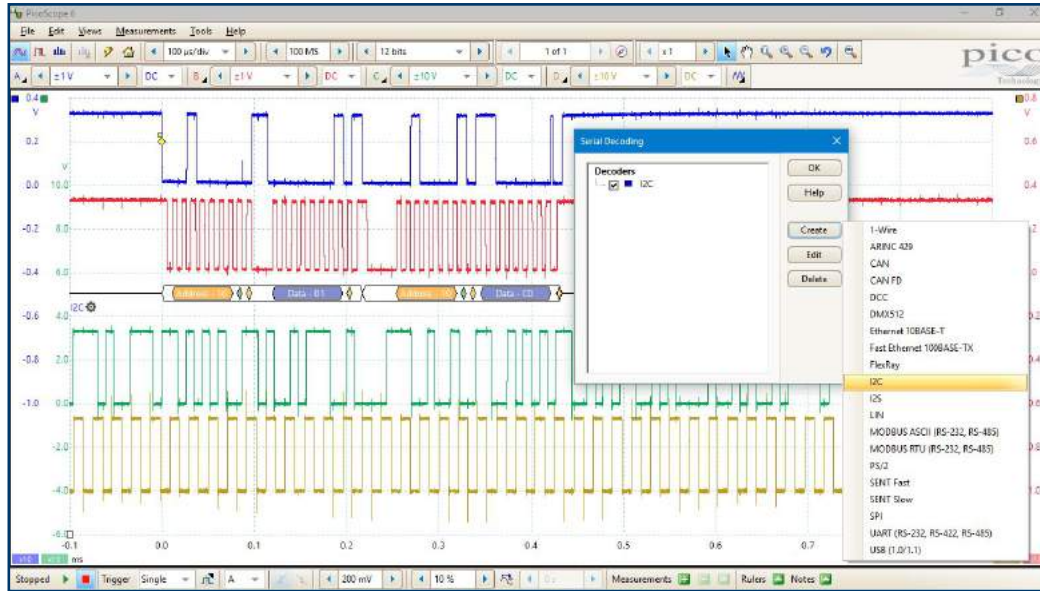 PicoScope 6
File Edit Views Measurements Tools Help
100 µs/div 100 MS 12 bits 1 of 1 x1
pico
Technology
A ±1 V DC B ±1 V DC C ±10 V DC D ±10 V DC
0.4 0.8
V V
0.2 0.6
V
0.0 10.0 0.4
-0.2 8.0
-0.4 6.0
Data - B1 Data - CD
I2C
-0.6 4.0
-0.8 2.0
-1.0 0.0
-2.0
-4.0
-6.0
-0.1 0.0 0.1 0.2 0.3 0.4 0.5 0.6 0.7
ms
Serial Decoding
Decoders
I2C
OK
Help
Create
Edit
Delete
1-Wire
ARINC 429
CAN
CAN FD
DCC
DMX512
Ethernet 10BASE-T
Fast Ethernet 100BASE-TX
FlexRay
I2C
I2S
LIN
MODBUS ASCII (RS-232, RS-485)
MODBUS RTU (RS-232, RS-485)
PS/2
SENT Fast
SENT Slow
SPI
UART (RS-232, RS-422, RS-485)
USB (1.0/1.1)
Stopped Trigger Single A 200 mV 10 % 0 s Measurements Rulers Notes